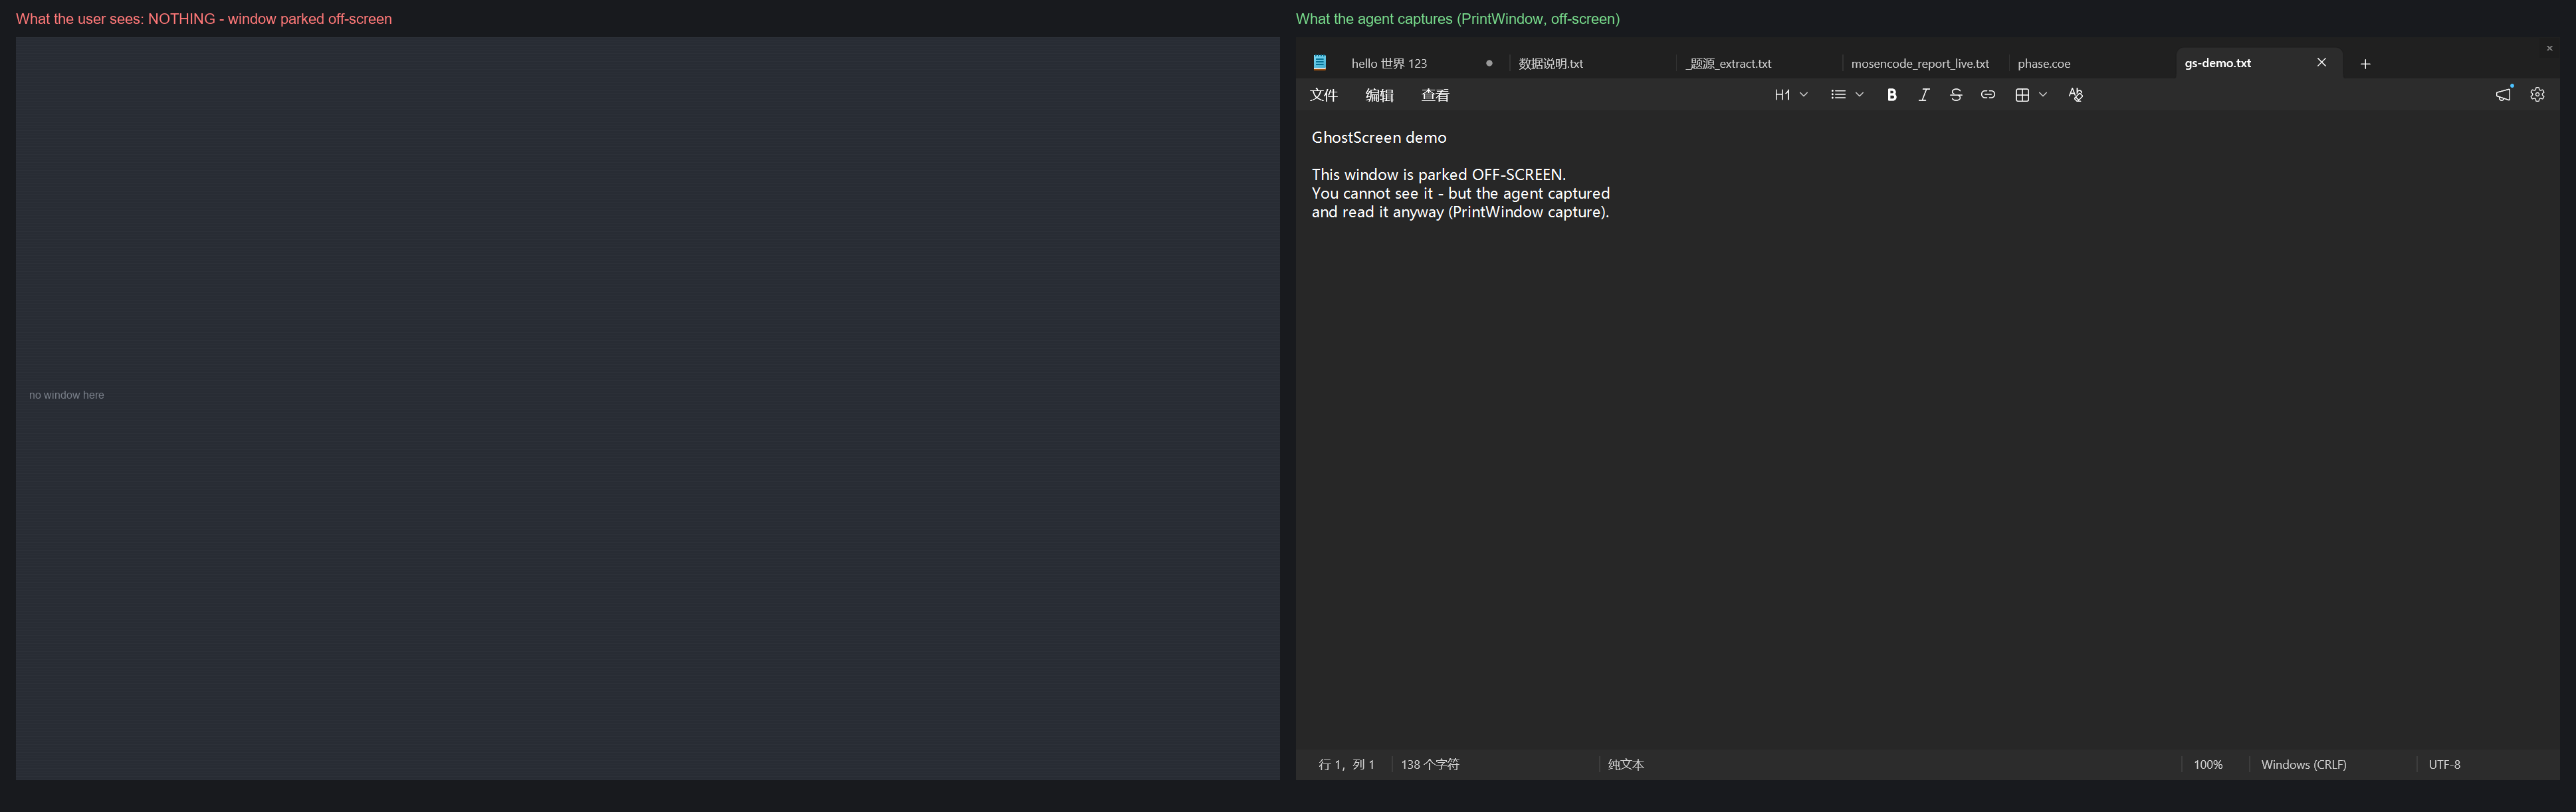 What the user sees: NOTHING - window parked off-screen
no window here
What the agent captures (PrintWindow, off-screen)
hello 世界 123
数据说明.txt
_题源_extract.txt
mosencode_report_live.txt
phase.coe
gs-demo.txt
文件 编辑 查看
H1
GhostScreen demo
This window is parked OFF-SCREEN.
You cannot see it - but the agent captured
and read it anyway (PrintWindow capture).
行 1，列 1
138 个字符
纯文本
100%
Windows (CRLF)
UTF-8